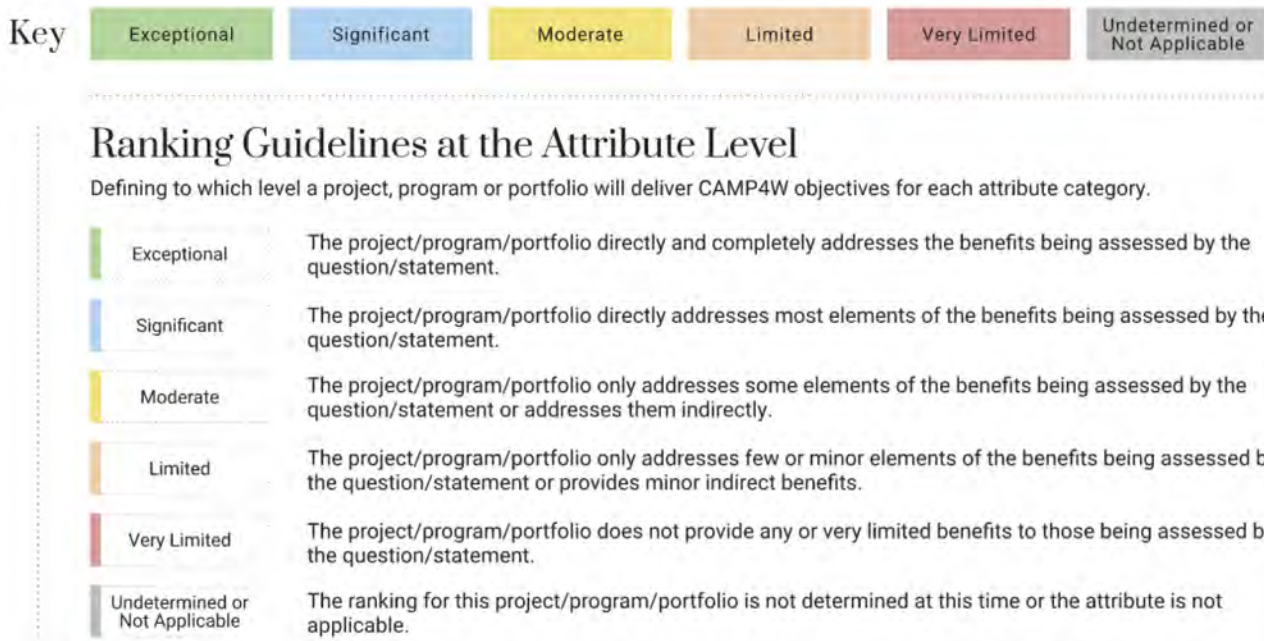 Key
Exceptional
Significant
Moderate
Limited
Very Limited
Undetermined or
Not Applicable
Ranking Guidelines at the Attribute Level
Defining to which level a project, program or portfolio will deliver CAMP4W objectives for each attribute category.
Exceptional
The project/program/portfolio directly and completely addresses the benefits being assessed by the
question/statement.
Significant
The project/program/portfolio directly addresses most elements of the benefits being assessed by the
question/statement.
Moderate
The project/program/portfolio only addresses some elements of the benefits being assessed by the
question/statement or addresses them indirectly.
Limited
The project/program/portfolio only addresses few or minor elements of the benefits being assessed b
the question/statement or provides minor indirect benefits.
Very Limited
The project/program/portfolio does not provide any or very limited benefits to those being assessed b
the question/statement.
Undetermined or
Not Applicable
The ranking for this project/program/portfolio is not determined at this time or the attribute is not
applicable.